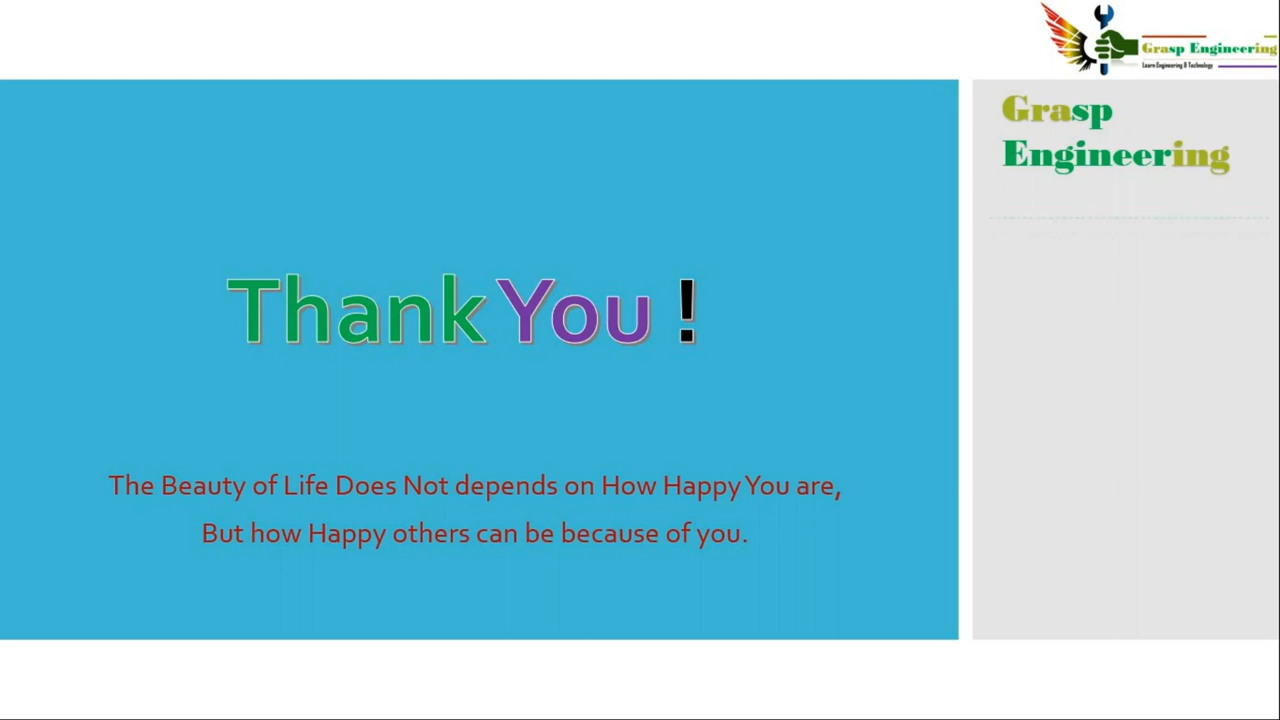 Grasp Engineering
Learn Engineering & Technology
Grasp
Engineering
Thank You !
The Beauty of Life Does Not depends on How Happy You are,
But how Happy others can be because of you.